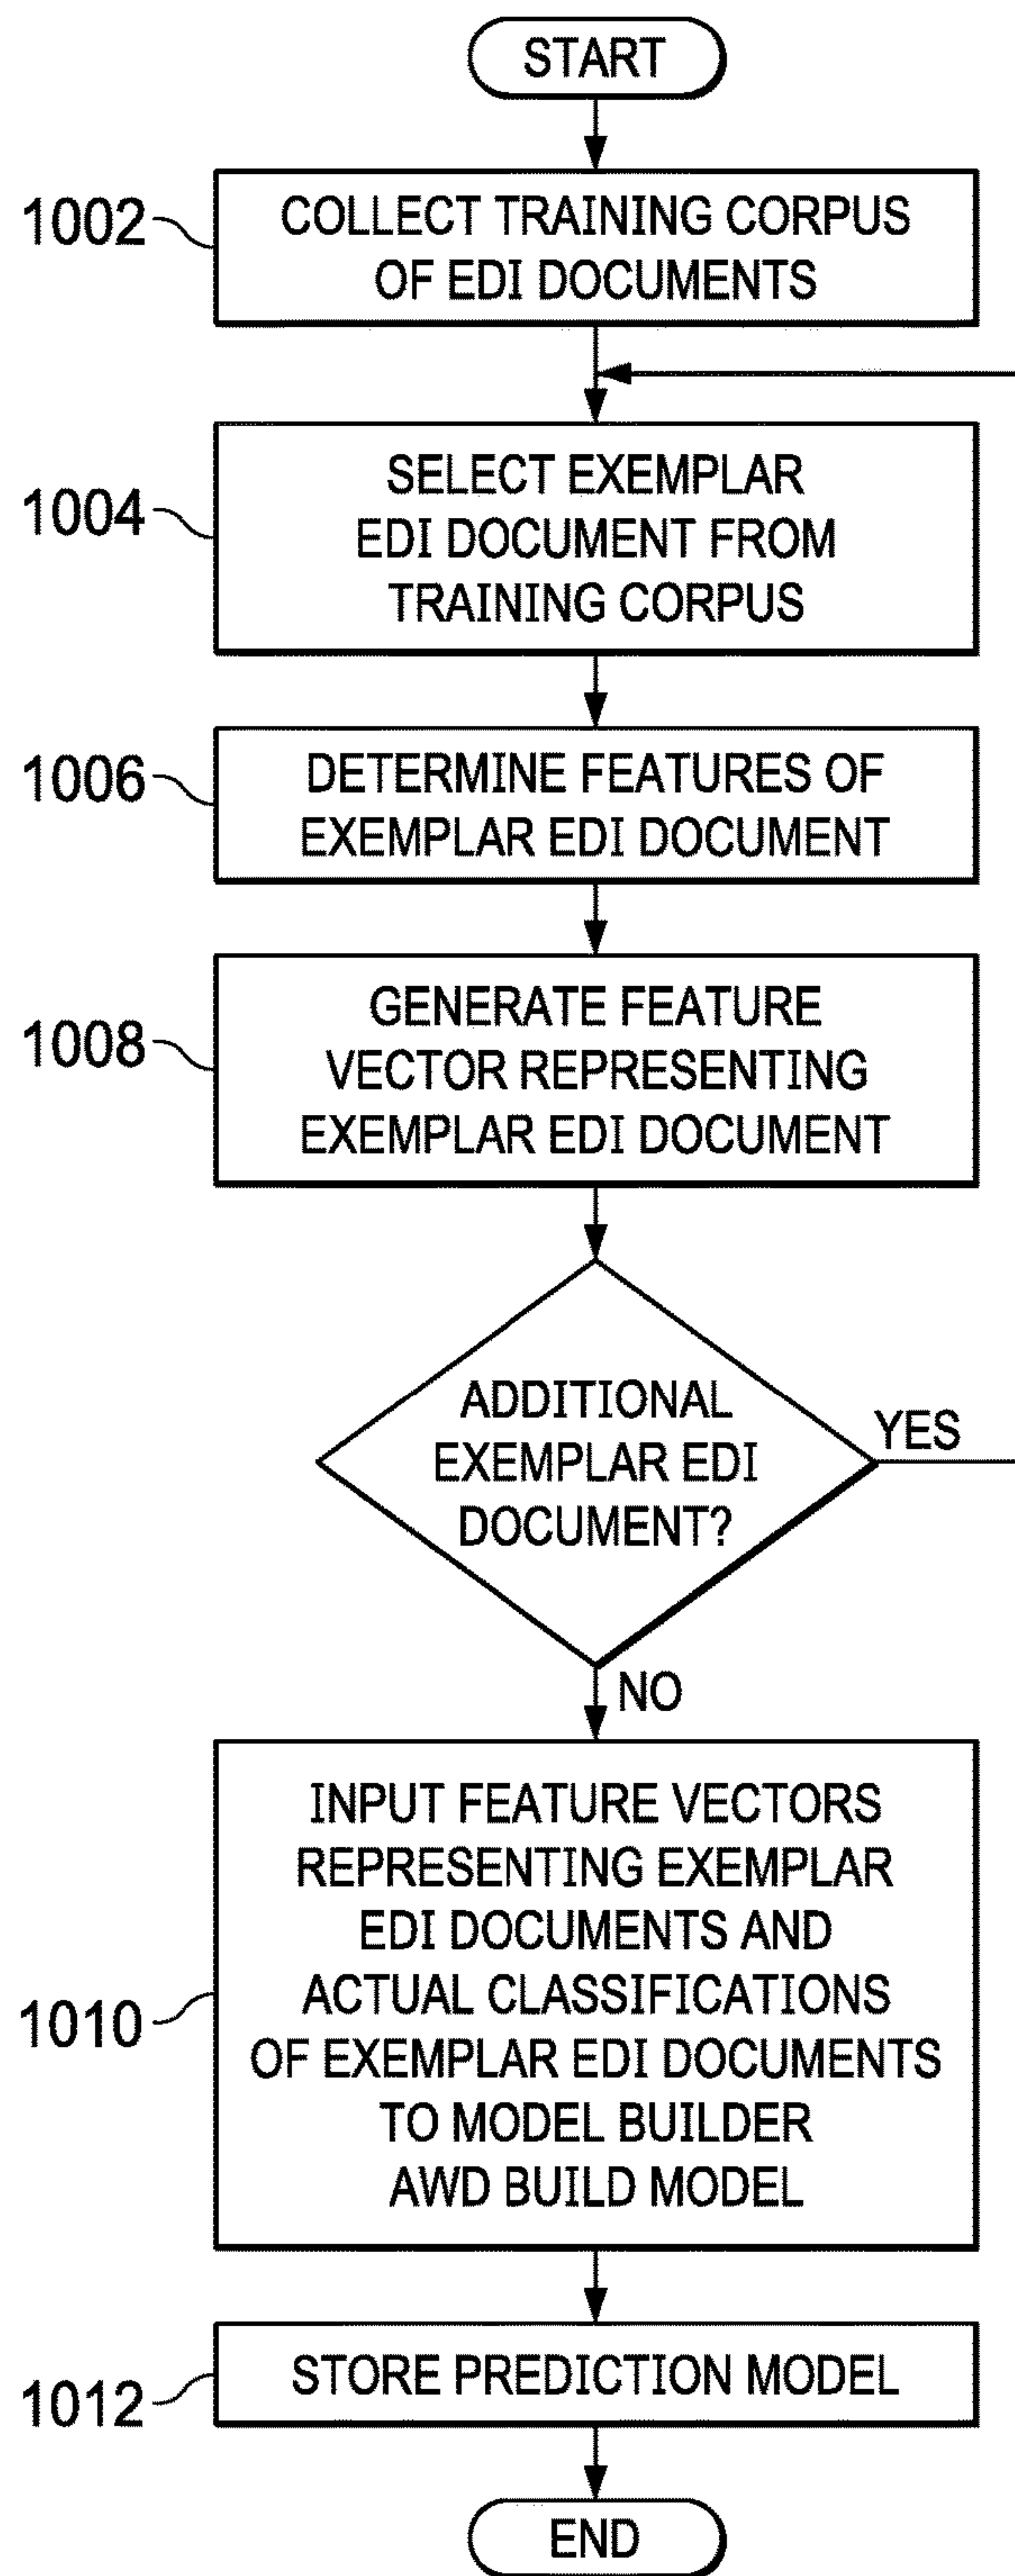 START
1002
COLLECT TRAINING CORPUS
OF EDI DOCUMENTS
1004
SELECT EXEMPLAR
EDI DOCUMENT FROM
TRAINING CORPUS
1006
DETERMINE FEATURES OF
EXEMPLAR EDI DOCUMENT
1008
GENERATE FEATURE
VECTOR REPRESENTING
EXEMPLAR EDI DOCUMENT
ADDITIONAL
EXEMPLAR EDI
DOCUMENT?
YES
NO
1010
INPUT FEATURE VECTORS
REPRESENTING EXEMPLAR
EDI DOCUMENTS AND
ACTUAL CLASSIFICATIONS
OF EXEMPLAR EDI DOCUMENTS
TO MODEL BUILDER
AWD BUILD MODEL
1012
STORE PREDICTION MODEL
END